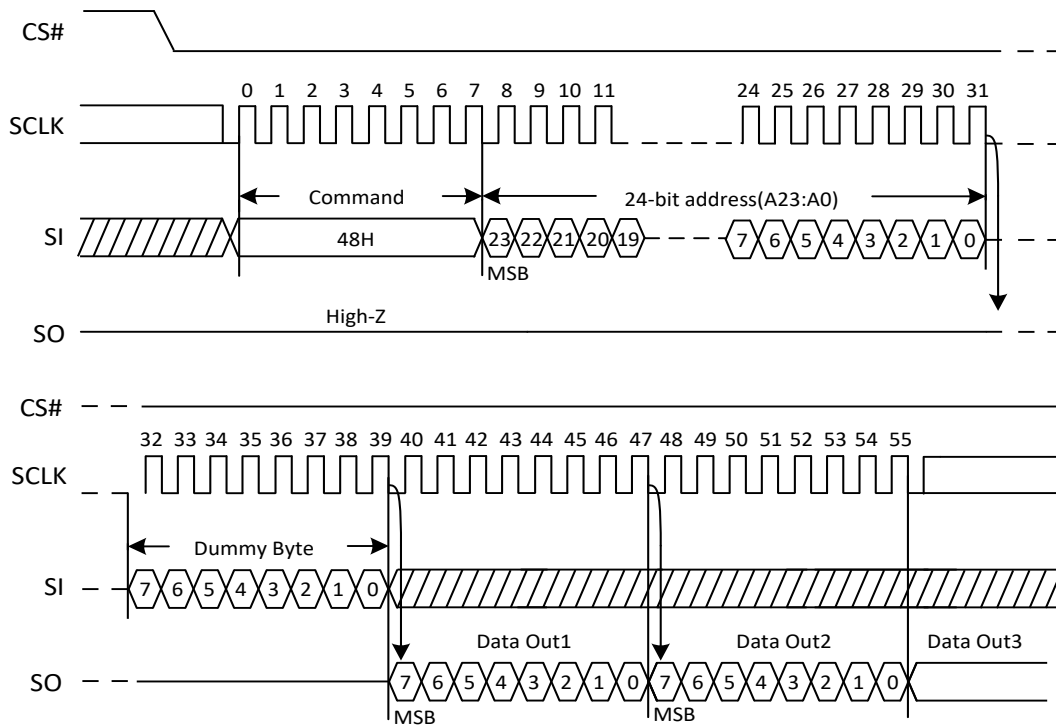 CS#
0 1 2 3 4 5 6 7 8 9 10 11 24 25 26 27 28 29 30 31
SCLK
Command 24-bit address(A23:A0)
SI 48H 23 22 21 20 19 7 6 5 4 3 2 1 0
MSB
High-Z
SO
CS#
32 33 34 35 36 37 38 39 40 41 42 43 44 45 46 47 48 49 50 51 52 53 54 55
SCLK
Dummy Byte
SI 7 6 5 4 3 2 1 0
Data Out1 Data Out2 Data Out3
SO 7 6 5 4 3 2 1 0 7 6 5 4 3 2 1 0
MSB MSB